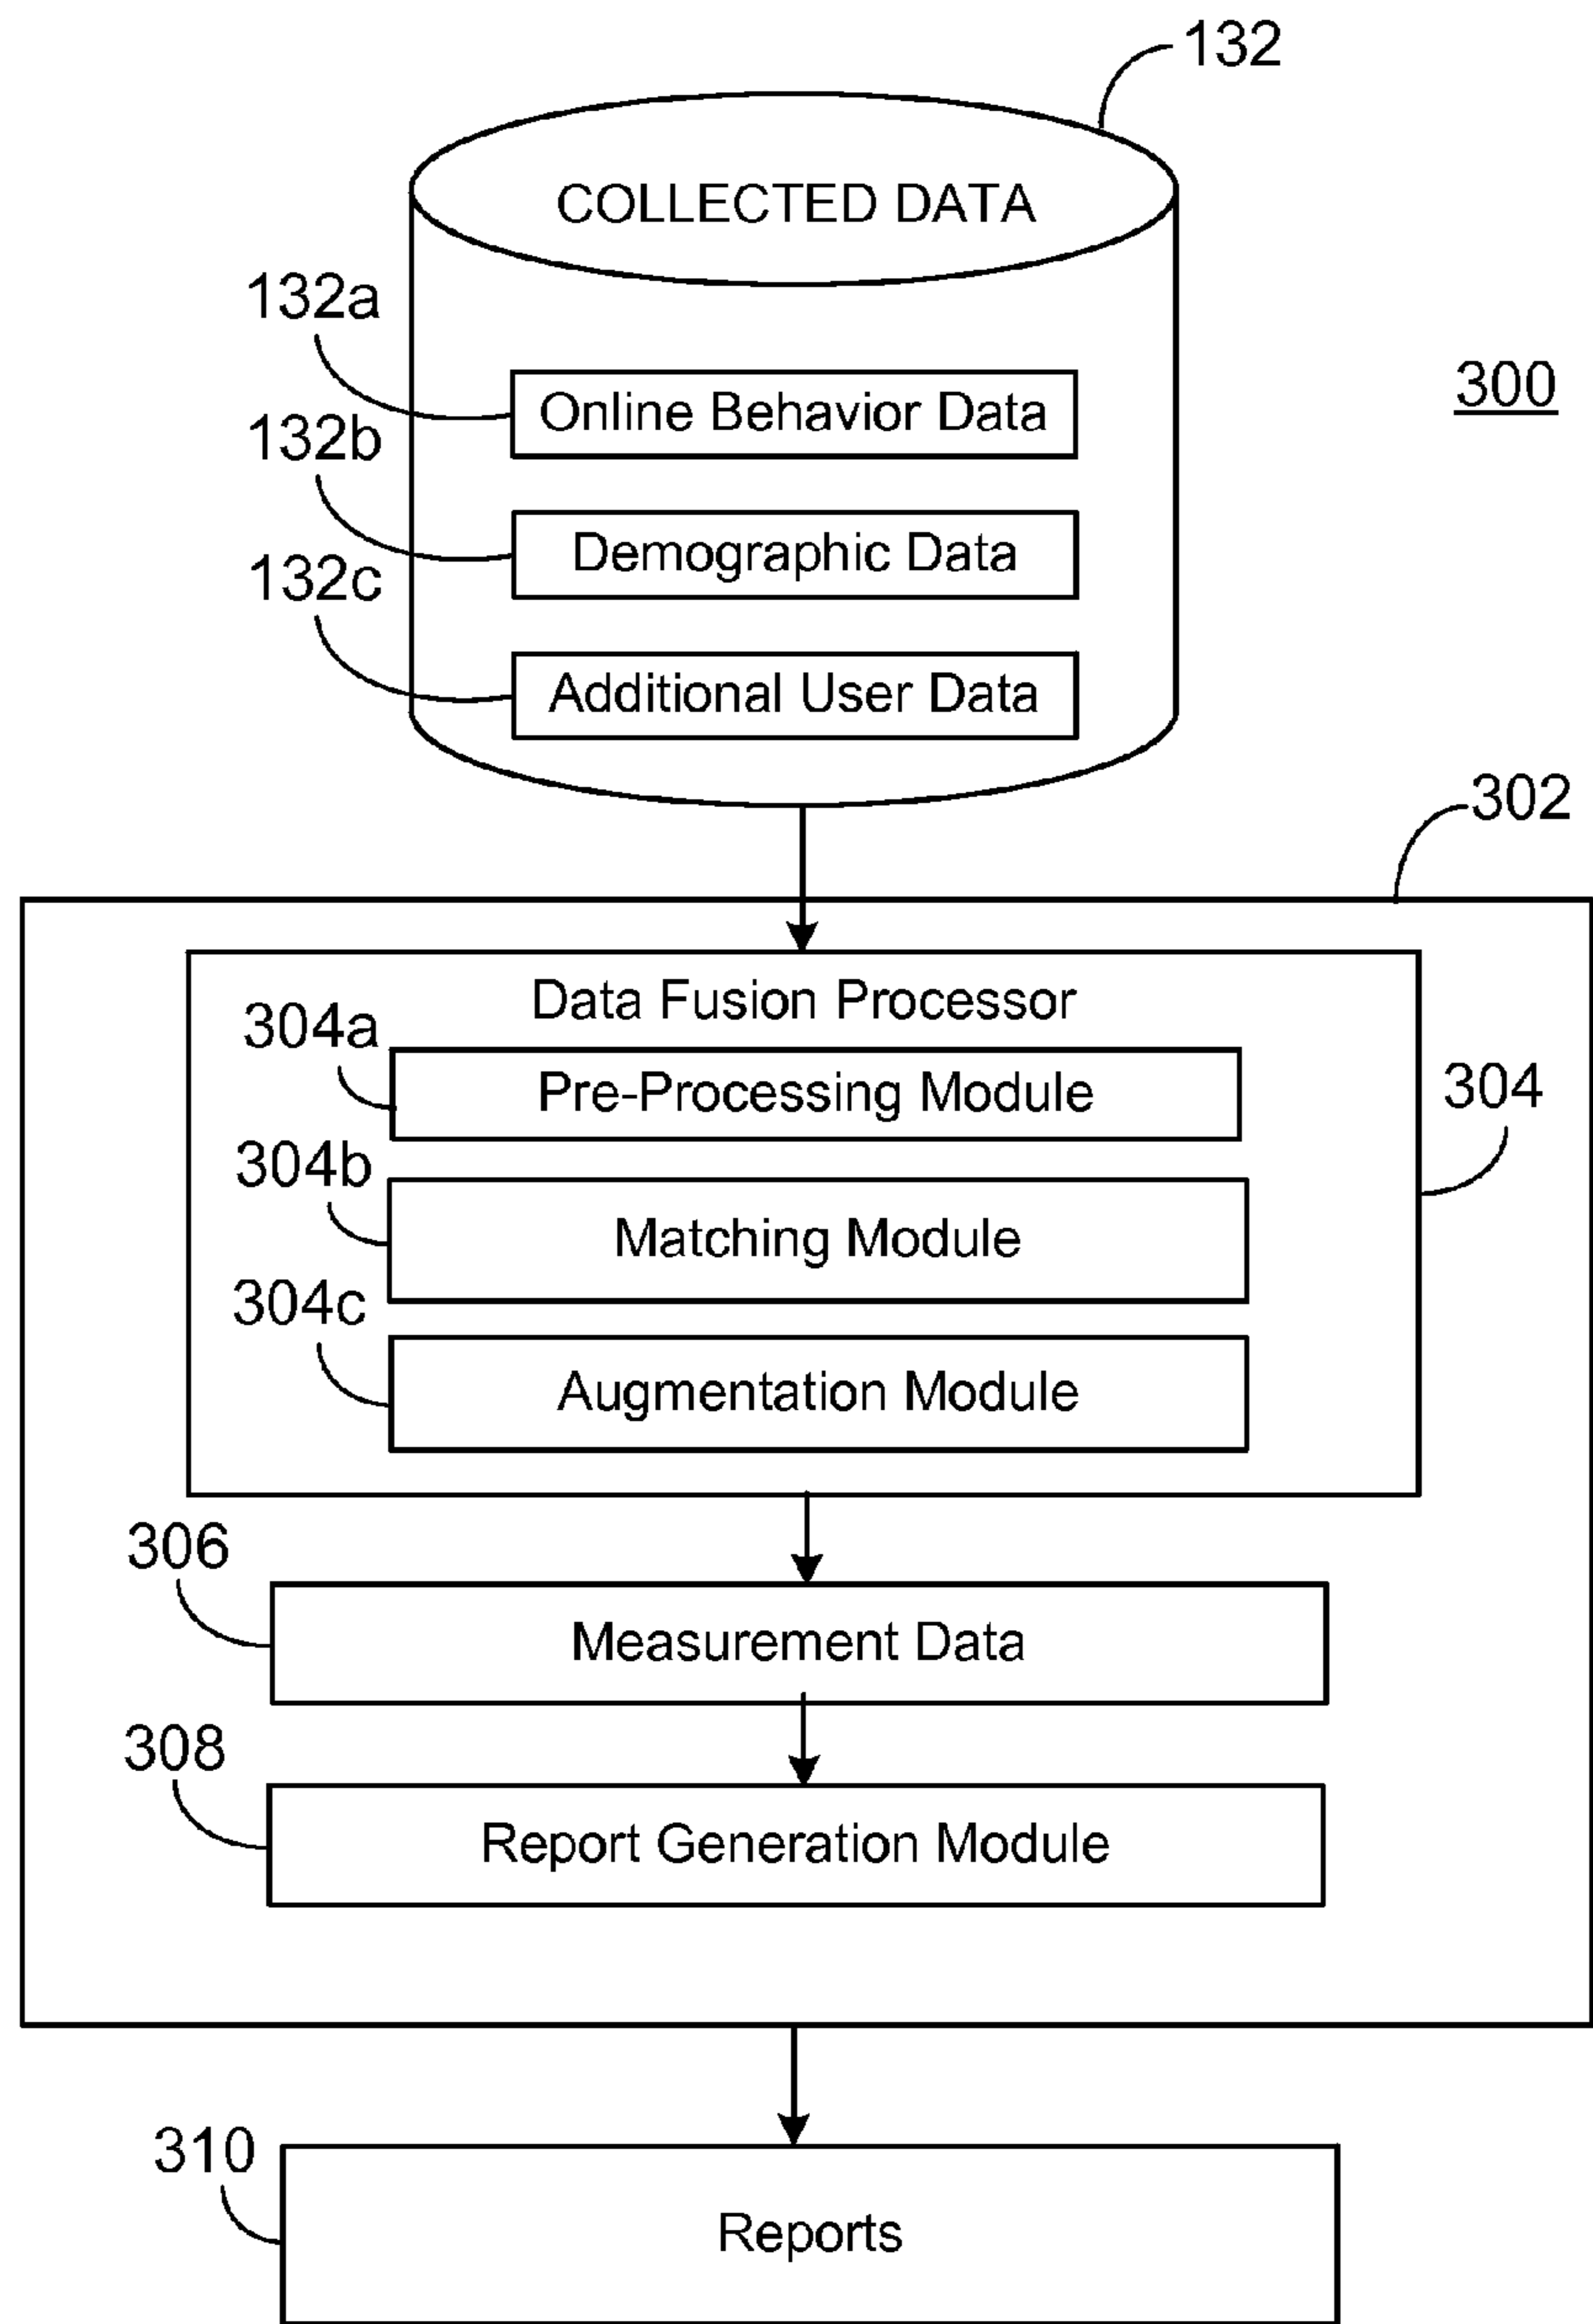 132
COLLECTED DATA
132a
Online Behavior Data
300
132b
Demographic Data
132c
Additional User Data
302
Data Fusion Processor
304a
Pre-Processing Module
304
304b
Matching Module
304c
Augmentation Module
306
Measurement Data
308
Report Generation Module
310
Reports